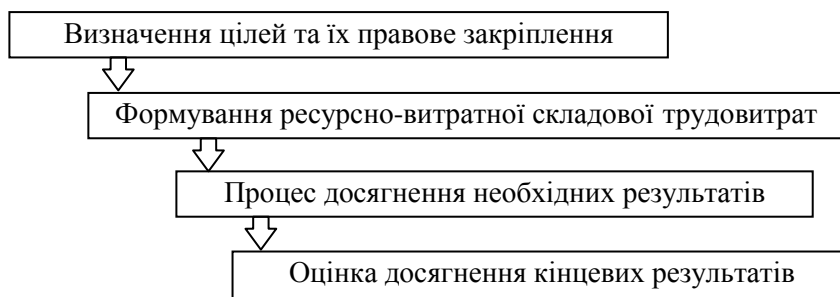 Визначення цілей та їх правове закріплення
Формування ресурсно-витратної складової трудовитрат
Процес досягнення необхідних результатів
Оцінка досягнення кінцевих результатів